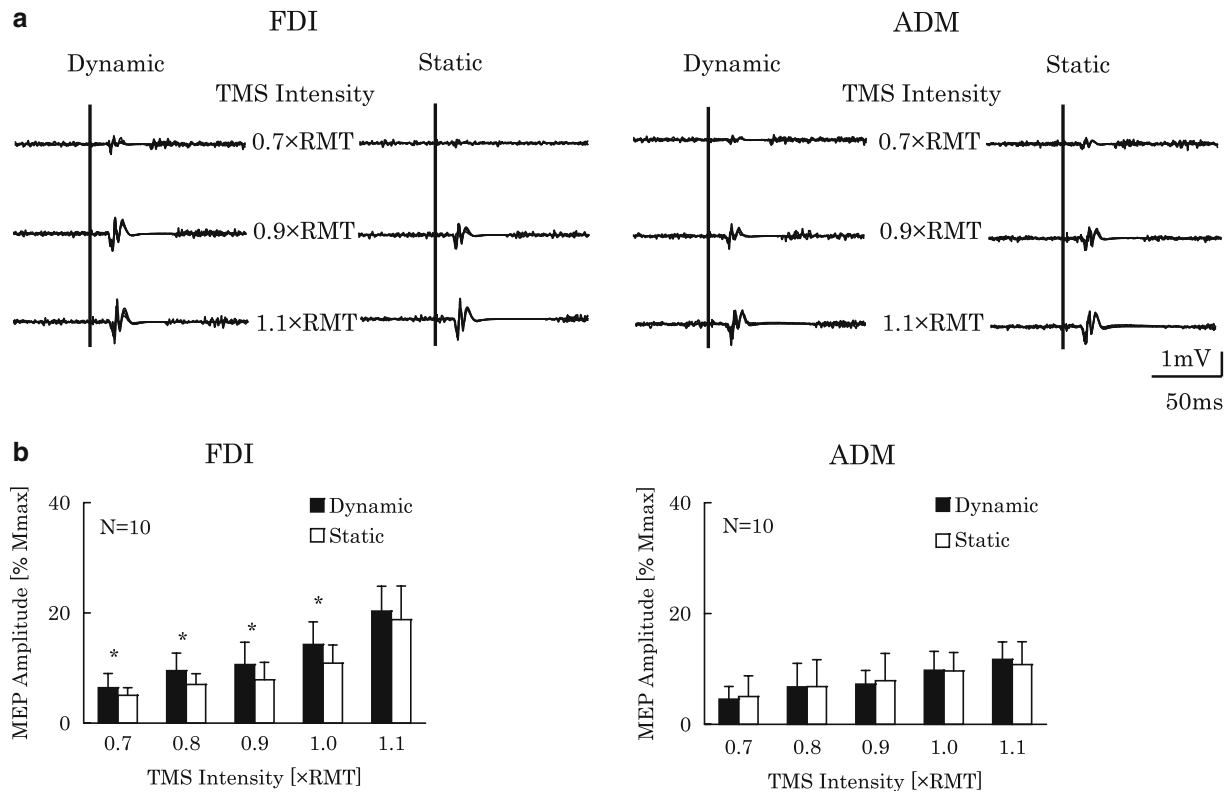 a
FDI
ADM
Dynamic
Static
Dynamic
Static
TMS Intensity
TMS Intensity
0.7×RMT
0.7×RMT
0.9×RMT
0.9×RMT
1.1×RMT
1.1×RMT
1mV
50ms
b
FDI
ADM
MEP Amplitude [% Mmax]
40
20
0
N=10
Dynamic
Static
*
*
*
*
0.7 0.8 0.9 1.0 1.1
TMS Intensity [×RMT]
MEP Amplitude [% Mmax]
40
20
0
N=10
Dynamic
Static
0.7 0.8 0.9 1.0 1.1
TMS Intensity [×RMT]